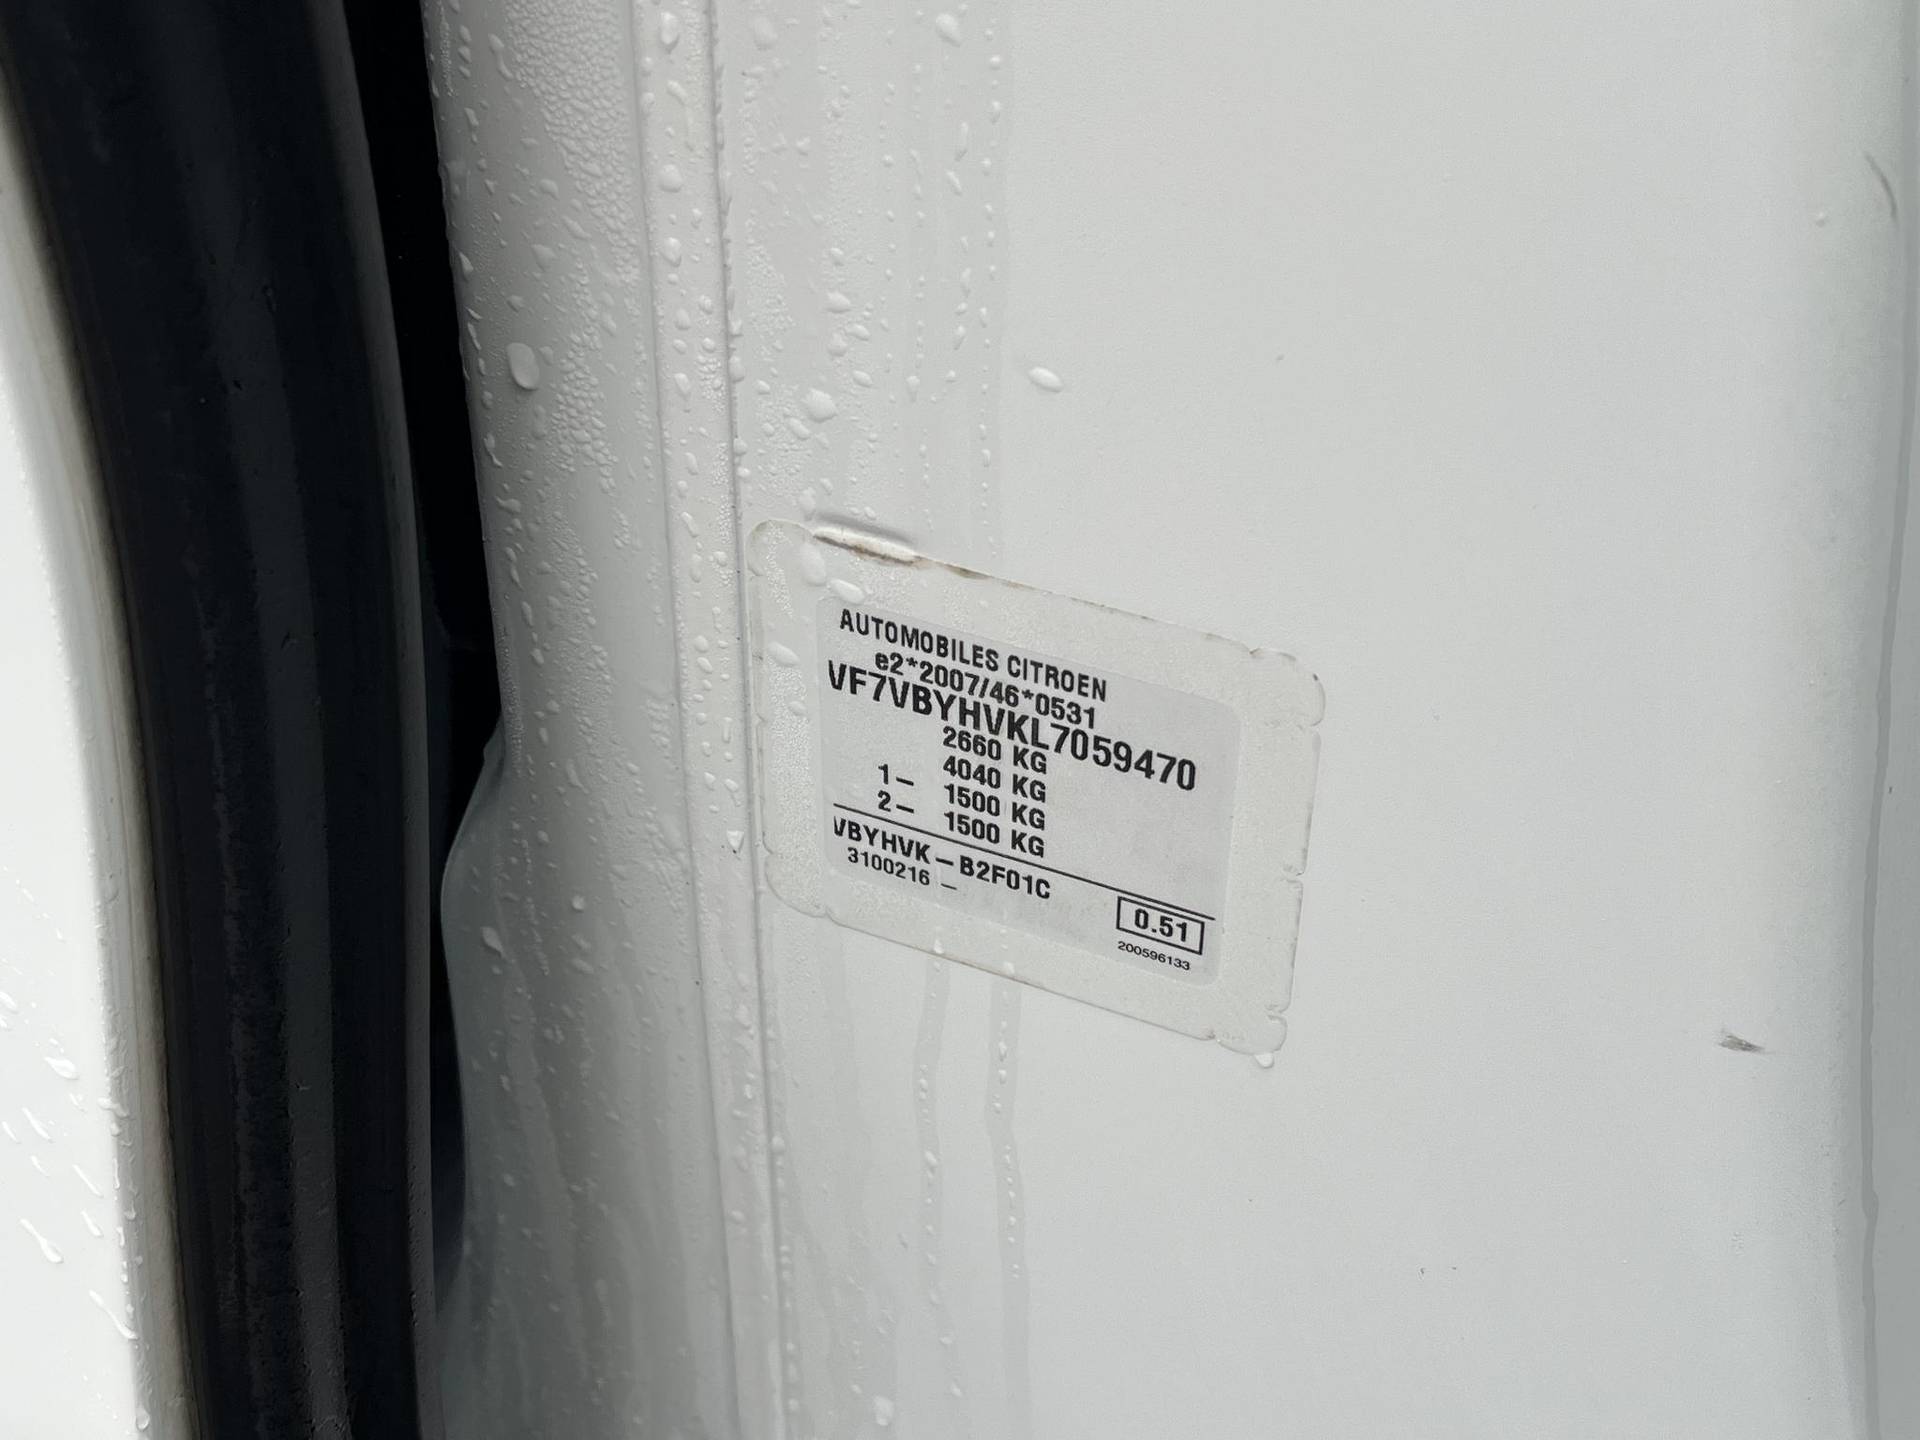 AUTOMOBILES CITROEN
e2*2007/46*0531
VF7VBYHVKL7059470
2660 KG
4040 KG
1– 1500 KG
2– 1500 KG
VBYHVK – B2F01C
3100216 –
0.51
200596133